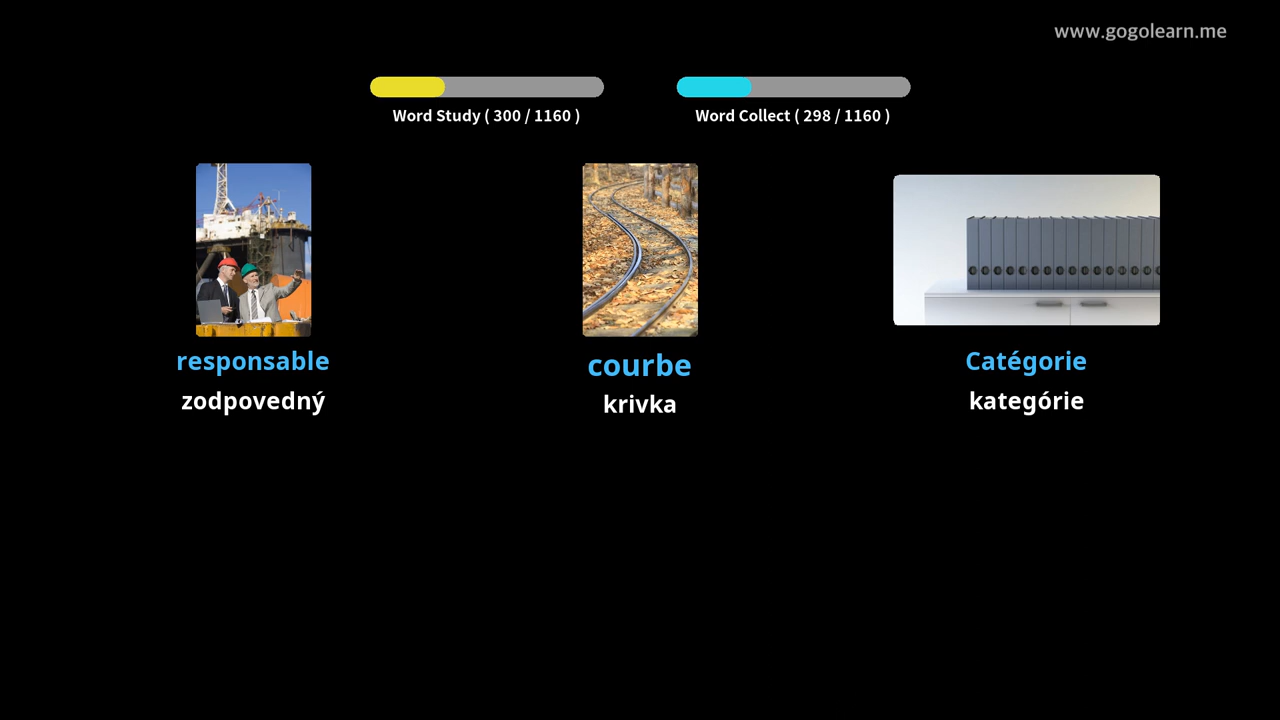 www.gogolearn.me
Word Study ( 300 / 1160 )
Word Collect ( 298 / 1160 )
responsable
zodpovedný
courbe
krivka
Catégorie
kategórie